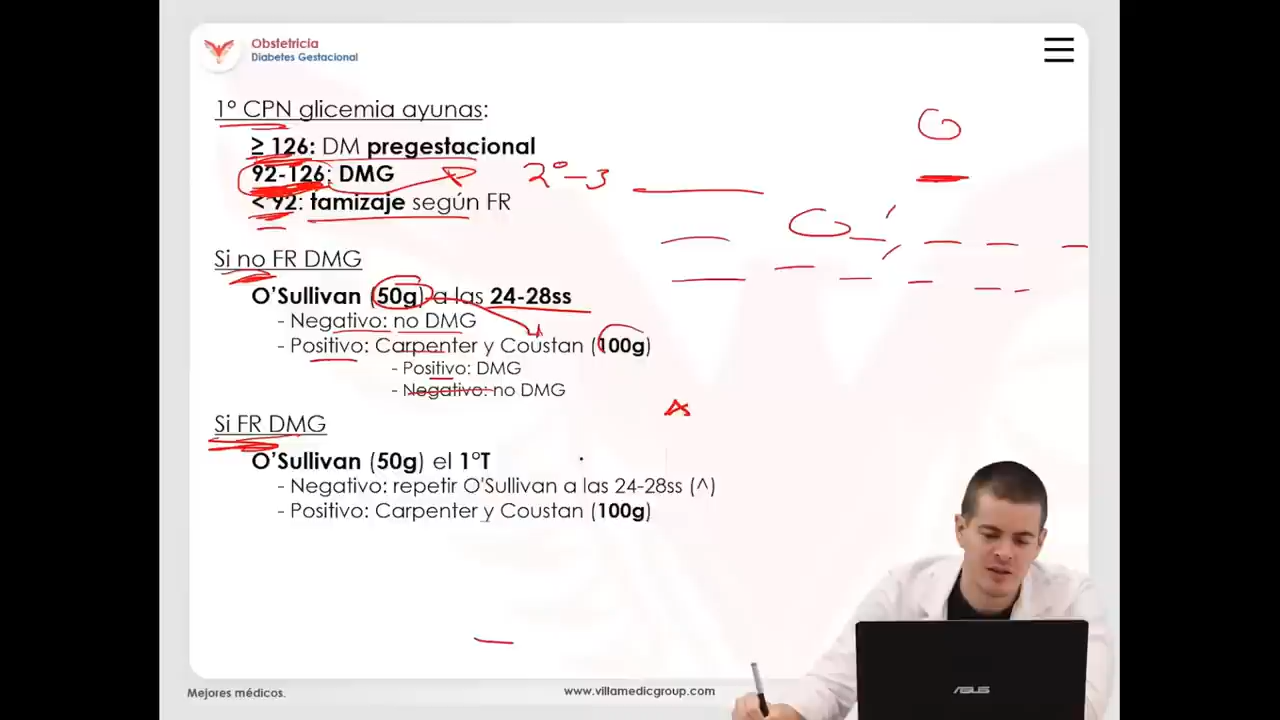 Obstetricia
Diabetes Gestacional
1° CPN glicemia ayunas:
≥ 126: DM pregestacional
92-126: DMG
2° - 3
< 92: tamizaje según FR
Si no FR DMG
O'Sullivan (50g) a las 24-28ss
- Negativo: no DMG
- Positivo: Carpenter y Coustan (100g)
- Positivo: DMG
- Negativo: no DMG
Si FR DMG
O'Sullivan (50g) el 1°T
- Negativo: repetir O'Sullivan a las 24-28ss (^)
- Positivo: Carpenter y Coustan (100g)
Mejores médicos.
www.villamedicgroup.com
ASUS